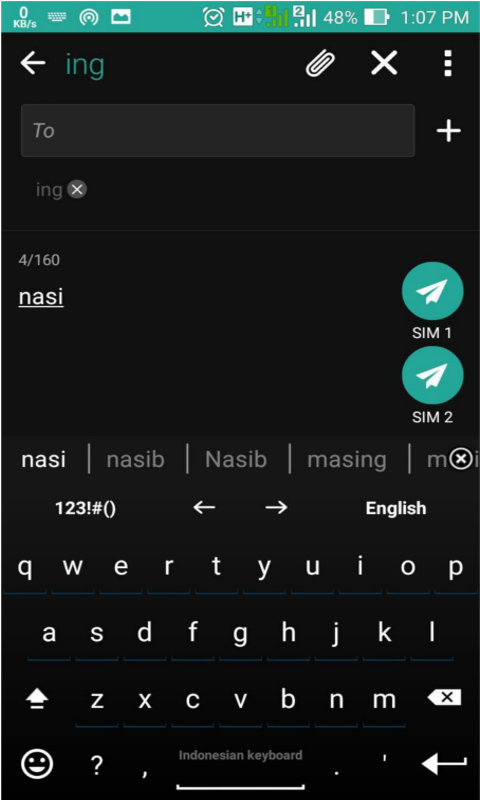 0
KB/s
H+
1
2
48%
1:07 PM
ing
To
ing
4/160
nasi
SIM 1
SIM 2
nasi nasib Nasib masing
123!#() ← → English
q w e r t y u i o p
a s d f g h j k l
z x c v b n m
Indonesian keyboard
? , . '